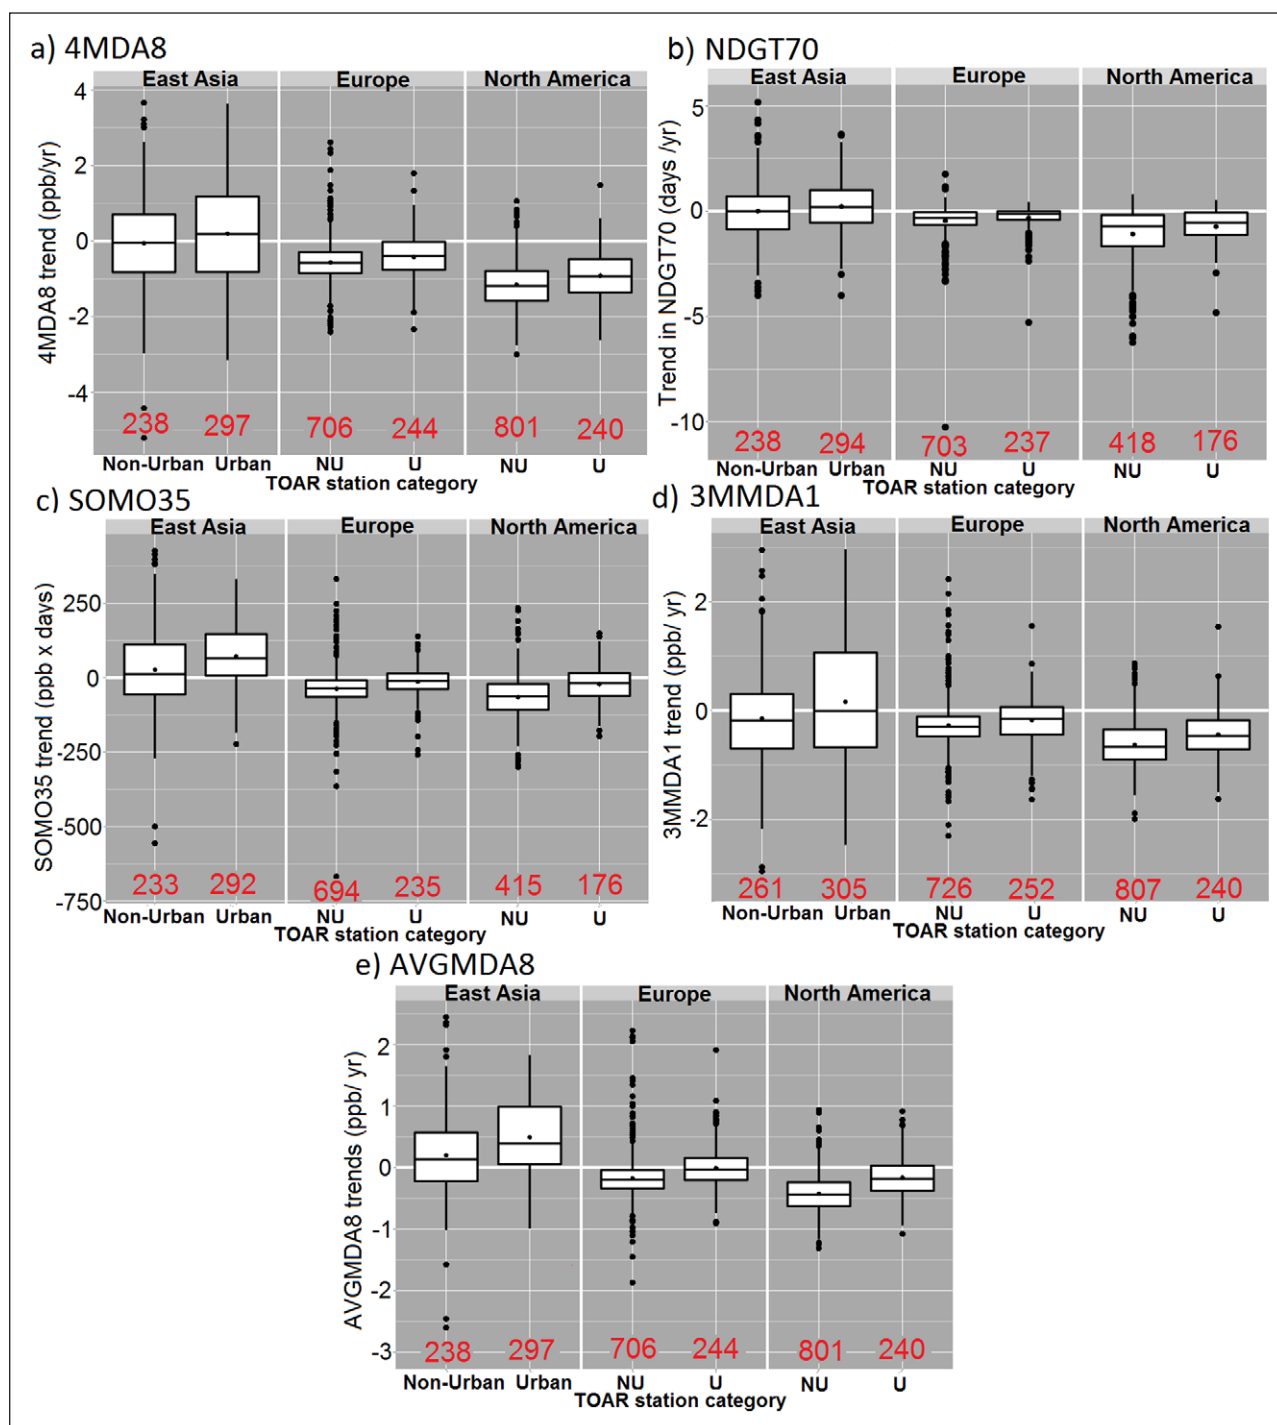 a) 4MDA8
East Asia Europe North America
4MDA8 trend (ppb/yr)
4
2
0
-2
-4
238 297 706 244 801 240
Non-Urban Urban NU U NU U
TOAR station category
b) NDGT70
East Asia Europe North America
Trend in NDGT70 (days /yr)
5
0
-5
-10
238 294 703 237 418 176
Non-Urban Urban NU U NU U
TOAR station category
c) SOMO35
East Asia Europe North America
SOMO35 trend (ppb x days)
250
0
-250
-500
-750
233 292 694 235 415 176
Non-Urban Urban NU U NU U
TOAR station category
d) 3MMDA1
East Asia Europe North America
3MMDA1 trend (ppb/ yr)
2
0
-2
261 305 726 252 807 240
Non-Urban Urban NU U NU U
TOAR station category
e) AVGMDA8
East Asia Europe North America
AVGMDA8 trends (ppb/ yr)
2
1
0
-1
-2
-3
238 297 706 244 801 240
Non-Urban Urban NU U NU U
TOAR station category